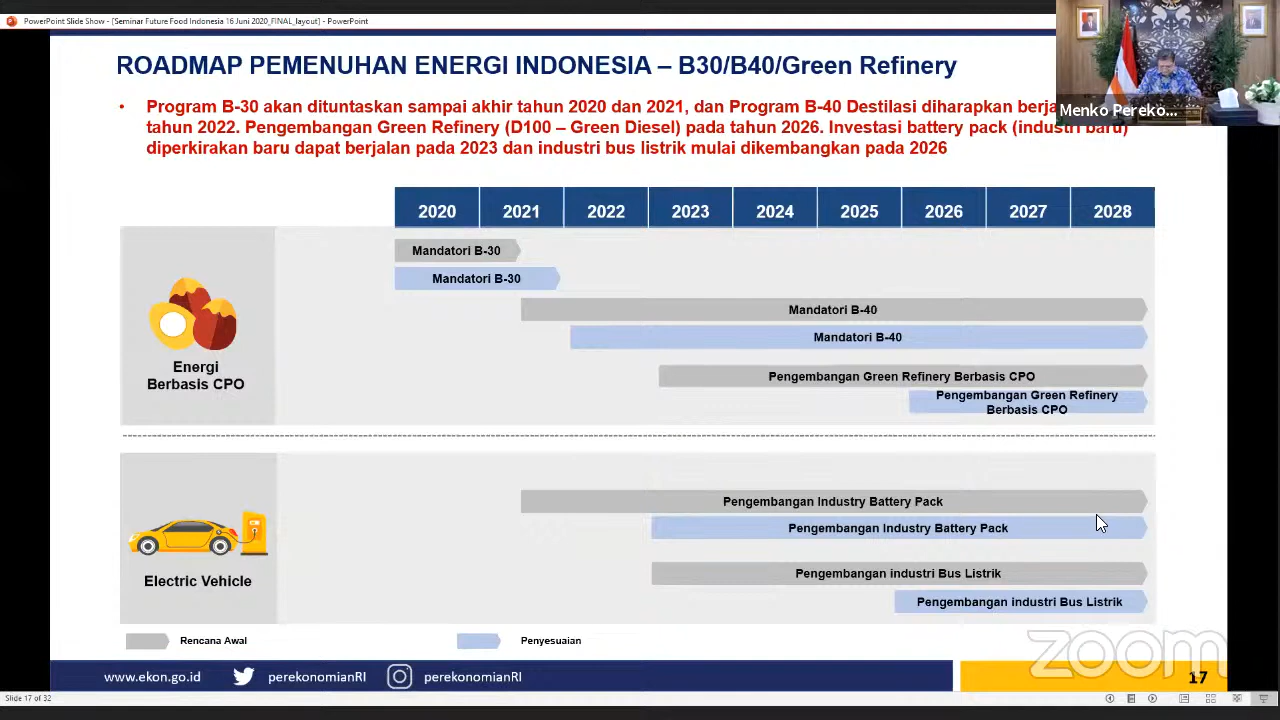 PowerPoint Slide Show - [Seminar Future Food Indonesia 16 Juni 2020_FINAL_layout] - PowerPoint
ROADMAP PEMENUHAN ENERGI INDONESIA – B30/B40/Green Refinery
Menko Pereko...
• Program B-30 akan dituntaskan sampai akhir tahun 2020 dan 2021, dan Program B-40 Destilasi diharapkan
tahun 2022. Pengembangan Green Refinery (D100 – Green Diesel) pada tahun 2026. Investasi battery pack (industri baru)
diperkirakan baru dapat berjalan pada 2023 dan industri bus listrik mulai dikembangkan pada 2026
2020 2021 2022 2023 2024 2025 2026 2027 2028
Mandatori B-30
Mandatori B-30
Mandatori B-40
Mandatori B-40
Energi
Berbasis CPO
Pengembangan Green Refinery Berbasis CPO
Pengembangan Green Refinery
Berbasis CPO
Pengembangan Industry Battery Pack
Pengembangan Industry Battery Pack
Electric Vehicle
Pengembangan industri Bus Listrik
Pengembangan industri Bus Listrik
Rencana Awal
Penyesuaian
zoom
www.ekon.go.id perekonomianRI perekonomianRI
17
Slide 17 of 32